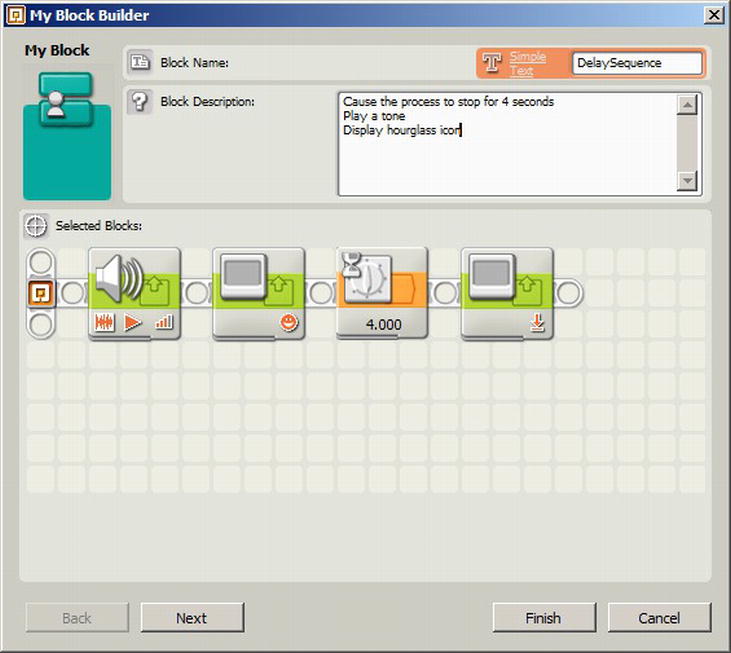 My Block Builder
My Block
Block Name:
Simple Text
DelaySequence
Block Description:
Cause the process to stop for 4 seconds
Play a tone
Display hourglass icon
Selected Blocks:
4.000
Back
Next
Finish
Cancel